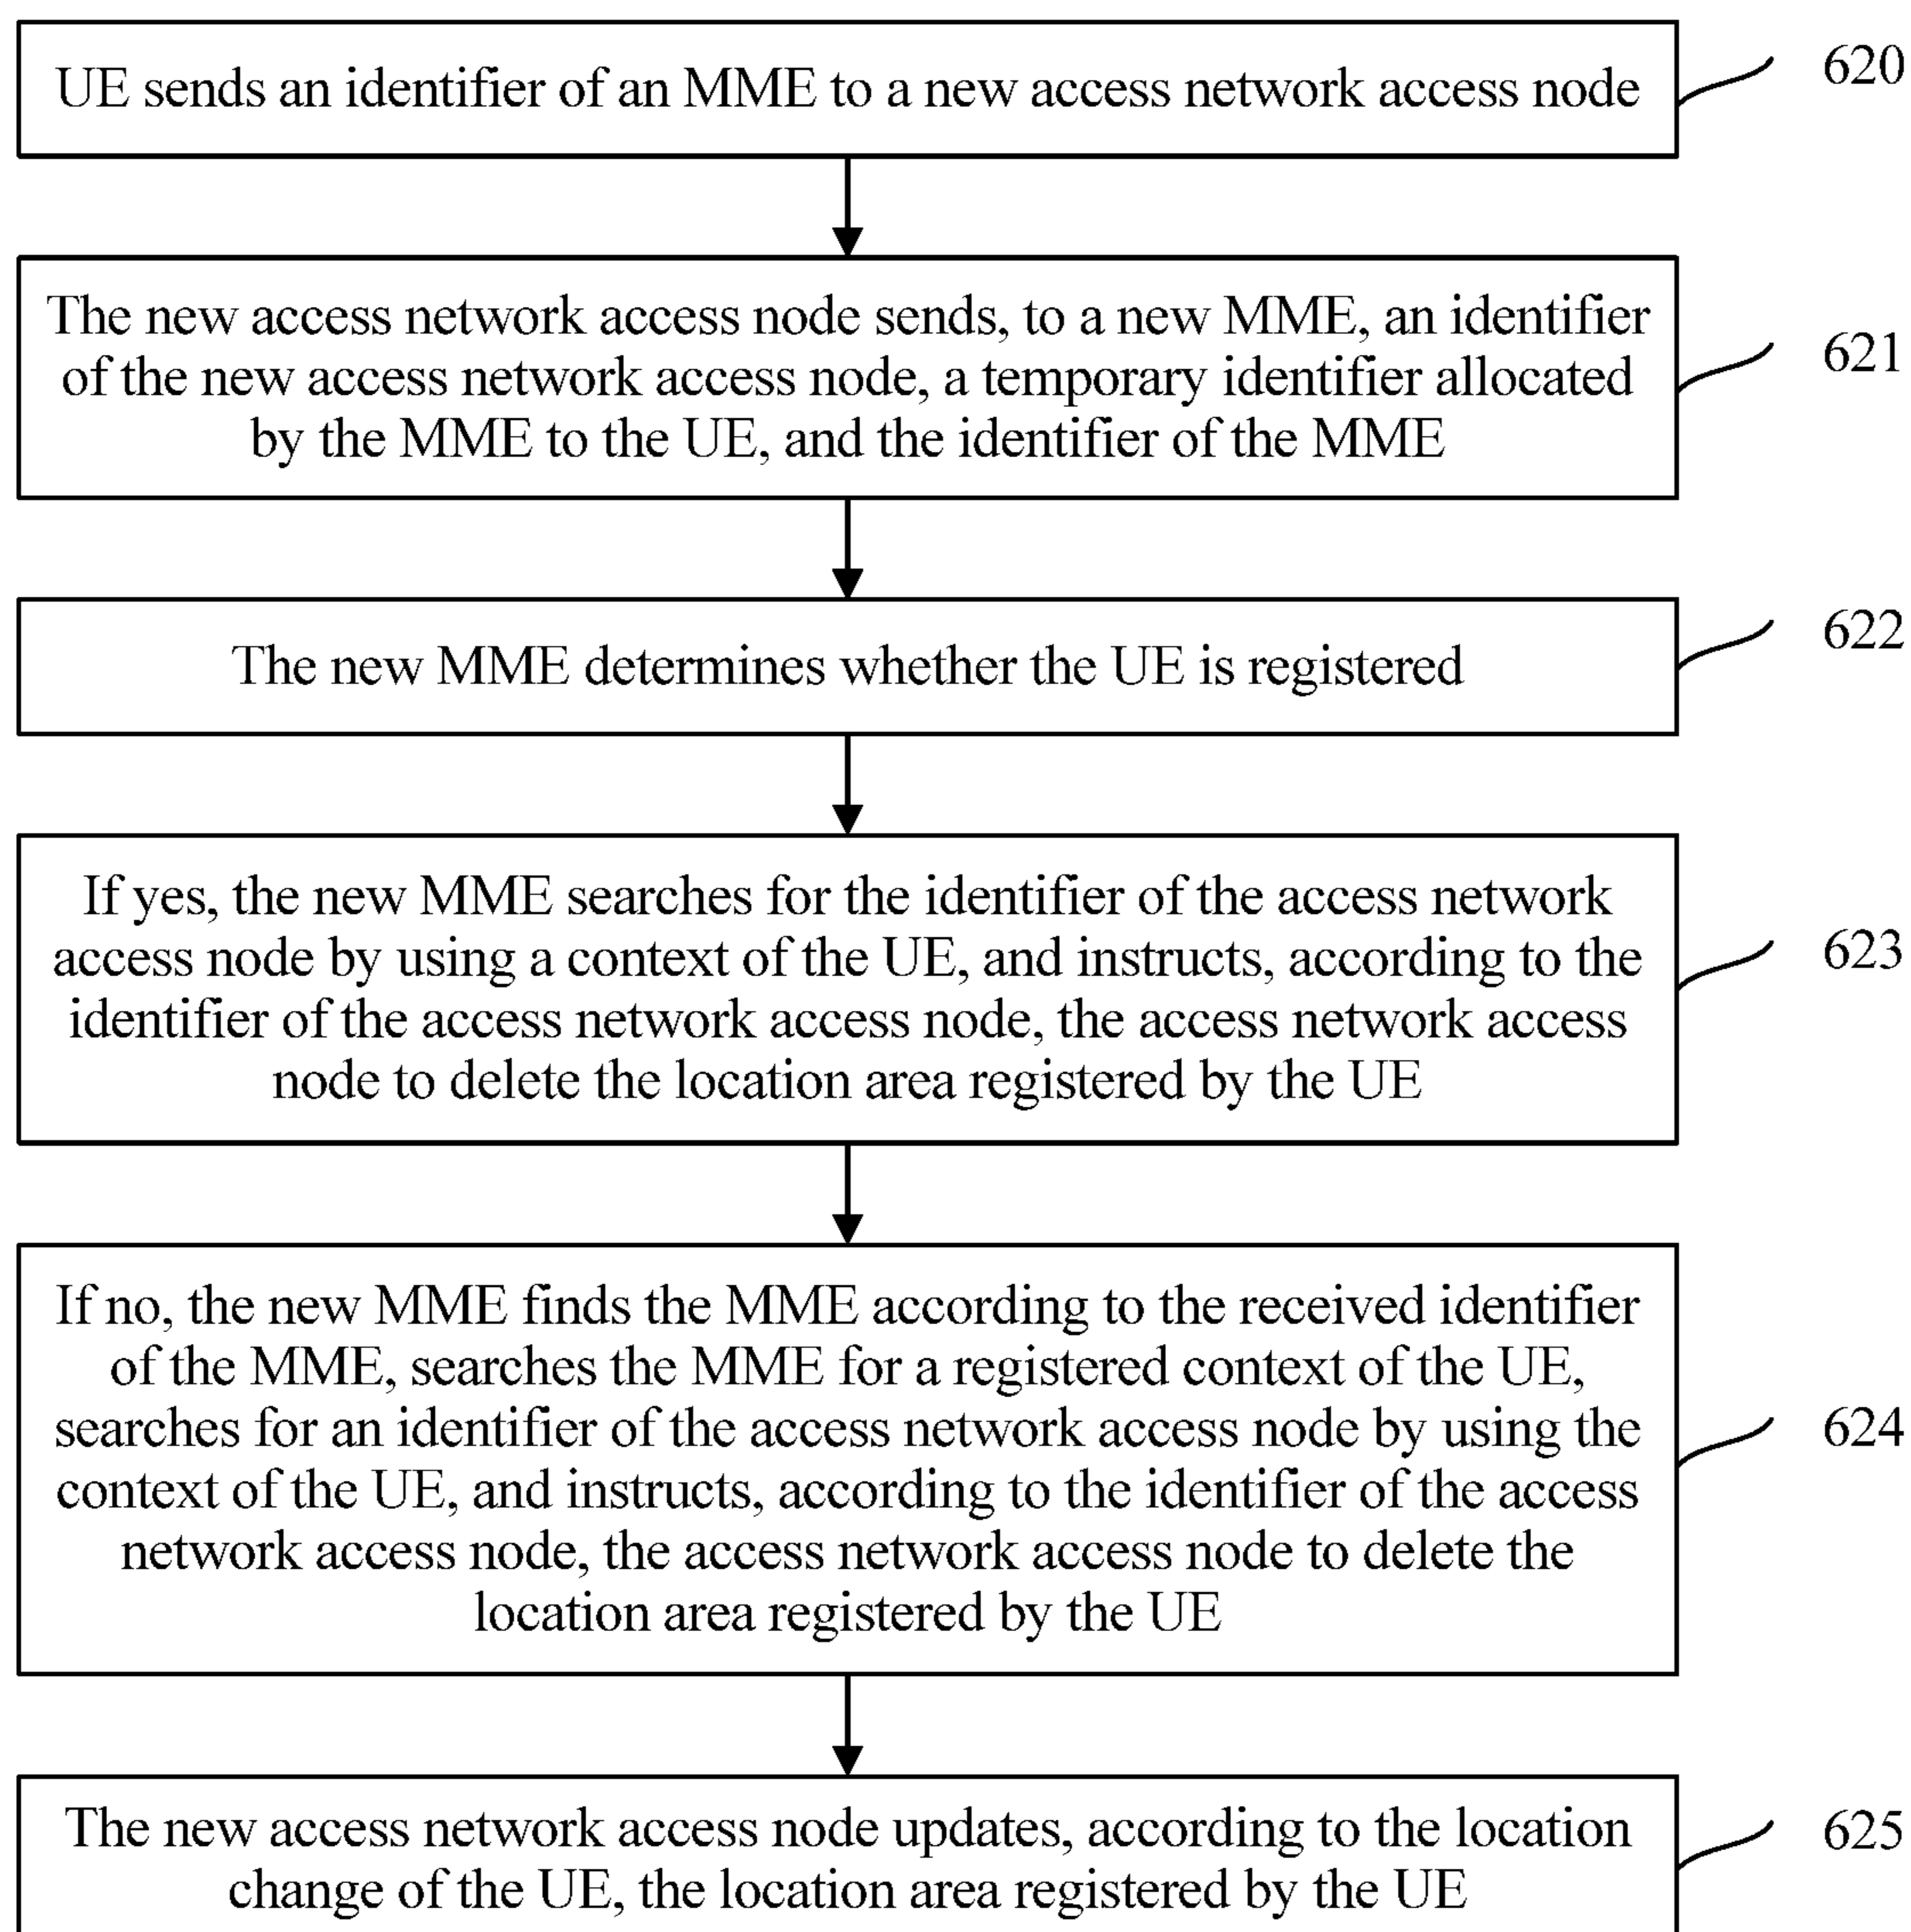 UE sends an identifier of an MME to a new access network access node
620
The new access network access node sends, to a new MME, an identifier
of the new access network access node, a temporary identifier allocated
by the MME to the UE, and the identifier of the MME
621
The new MME determines whether the UE is registered
622
If yes, the new MME searches for the identifier of the access network
access node by using a context of the UE, and instructs, according to the
identifier of the access network access node, the access network access
node to delete the location area registered by the UE
623
If no, the new MME finds the MME according to the received identifier
of the MME, searches the MME for a registered context of the UE,
searches for an identifier of the access network access node by using the
context of the UE, and instructs, according to the identifier of the access
network access node, the access network access node to delete the
location area registered by the UE
624
The new access network access node updates, according to the location
change of the UE, the location area registered by the UE
625